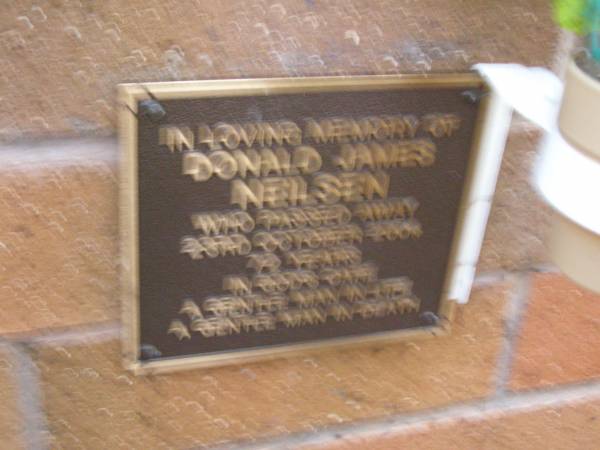 IN LOVING MEMORY OF
DONALD JAMES
NEILSEN
WHO PASSED AWAY
OCTOBER
YEARS
IN GOD'S CARE
A GENTLE MAN IN LIFE
A GENTLE MAN IN DEATH